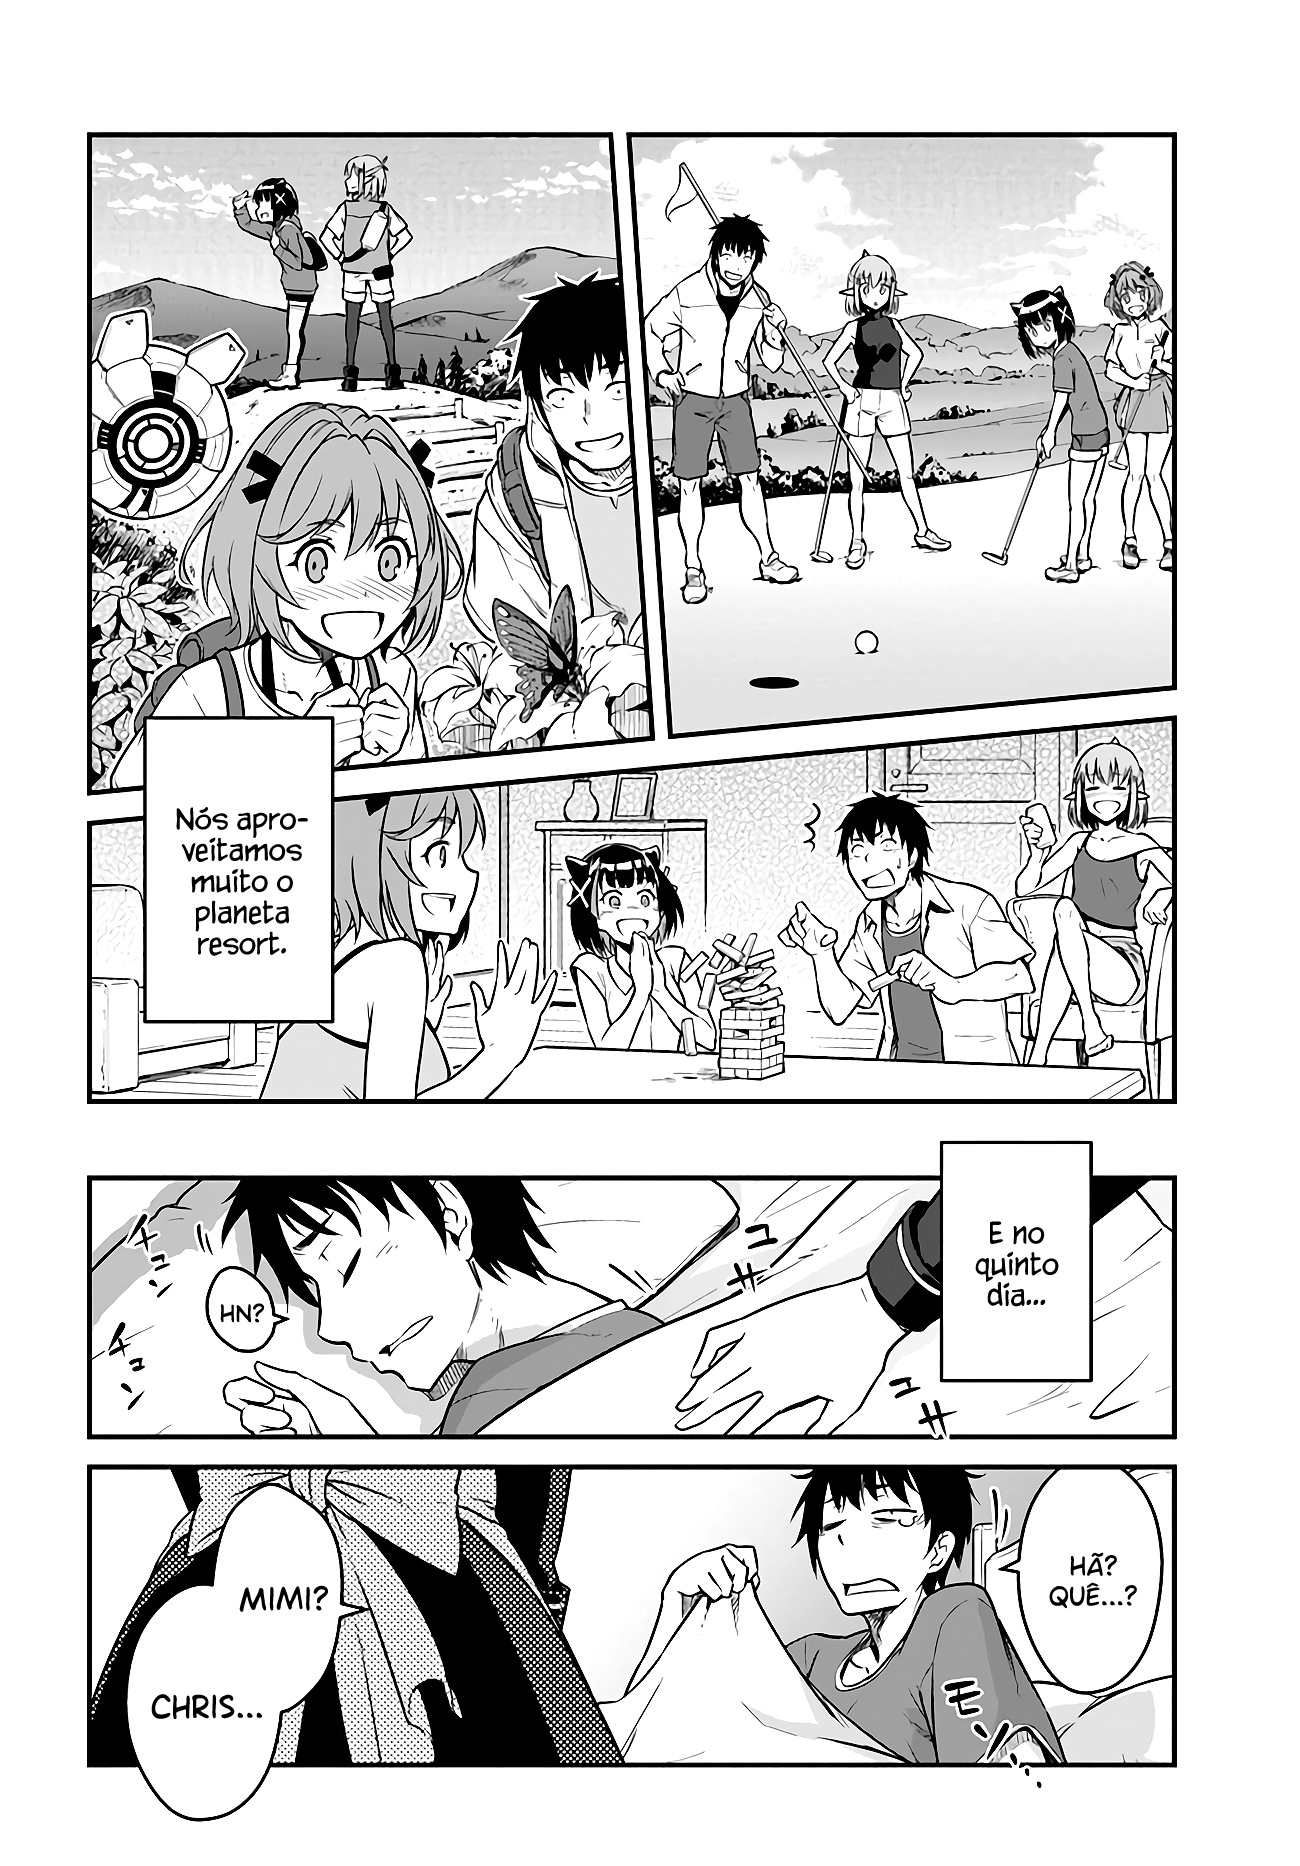 Nós apro-
veitamos
muito o
planeta
resort.
E no
quinto
dia...
ユ
サ
ユ
サ
チュン
チュン
HN?
HÃ?
QUÊ...?
モゾ...
MIMI?
CHRIS...